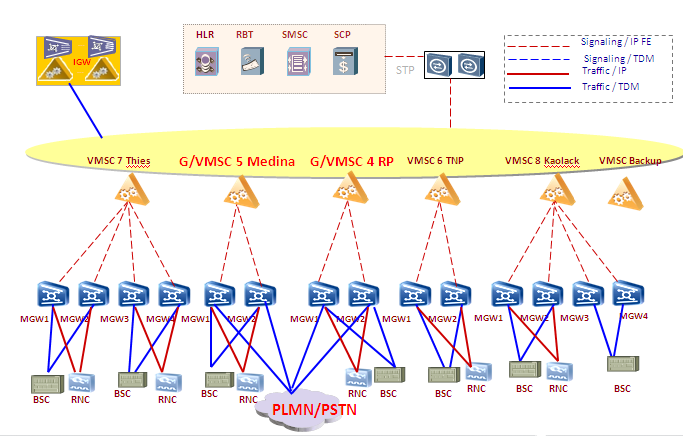 HLR RBT SMSC SCP
IGW
STP
Signaling / IP FE
Signaling / TDM
Traffic / IP
Traffic / TDM
VMSC 7 Thies
G/VMSC 5 Medina
G/VMSC 4 RP
VMSC 6 TNP
VMSC 8 Kaolack
VMSC Backup
MGW1 MGW2 MGW3 MGW4 MGW1 MGW2 MGW1 MGW2 MGW1 MGW2 MGW1 MGW2 MGW3 MGW4
BSC RNC BSC RNC BSC RNC RNC BSC BSC RNC BSC RNC BSC
PLMN/PSTN